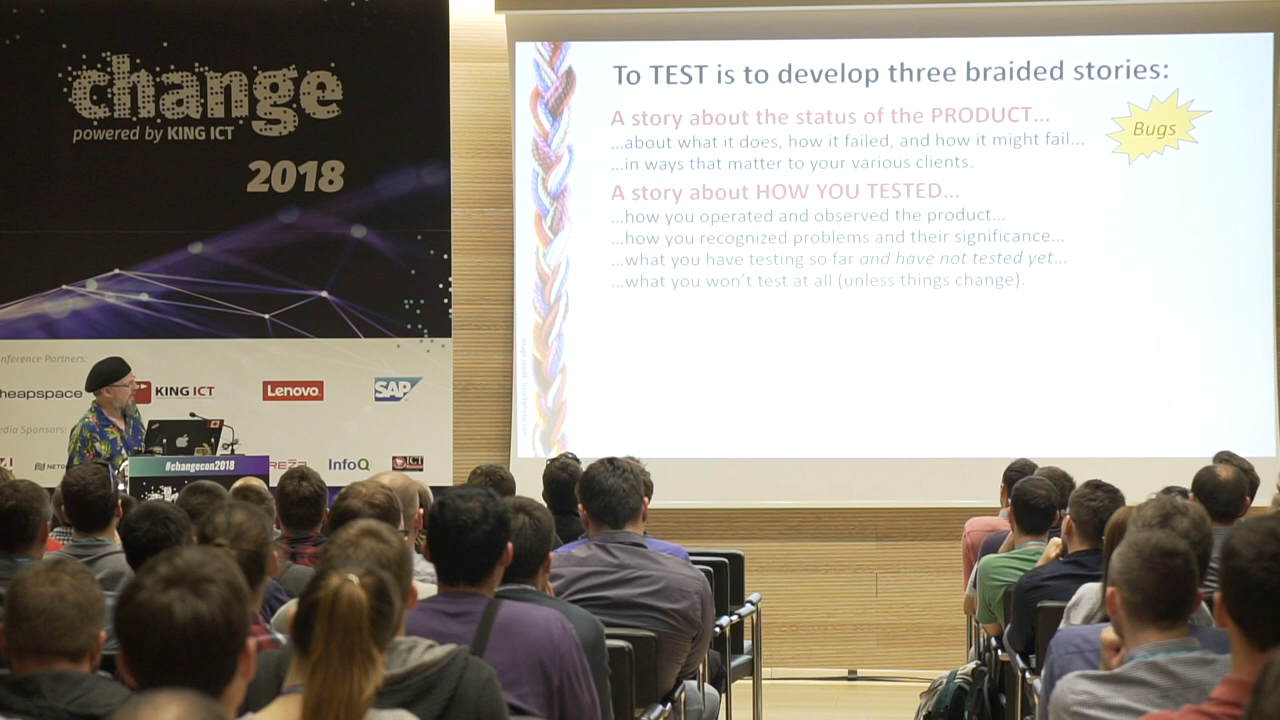 change
powered by KING ICT
2018
To TEST is to develop three braided stories:
A story about the status of the PRODUCT...
...about what it does, how it failed, and how it might fail...
...in ways that matter to your various clients.
Bugs
A story about HOW YOU TESTED...
...how you operated and observed the product...
...how you recognized problems and their significance...
...what you have testing so far and have not tested yet...
...what you won't test at all (unless things change).
nference Partners:
heapspace
KING ICT
Lenovo
SAP
edia Sponsors:
#changecon2018
InfoQ
ICT